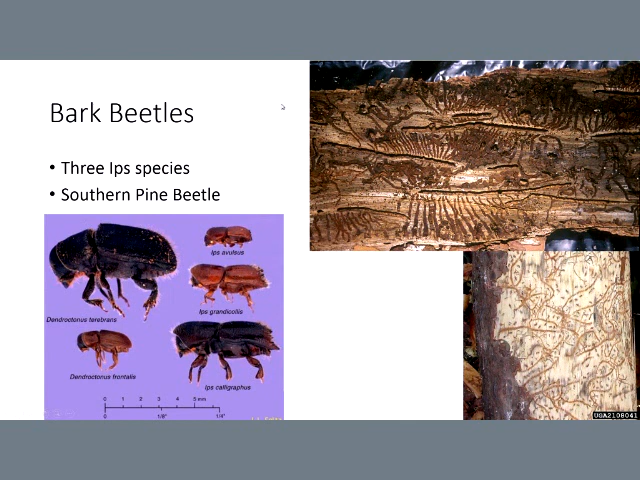 Bark Beetles
• Three Ips species
• Southern Pine Beetle
Ips avulsus
Ips grandicollis
Dendroctonus terebrans
Dendroctonus frontalis
Ips calligraphus
0 1 2 3 4 5 mm
0 1/8" 1/4"
UGA2108041